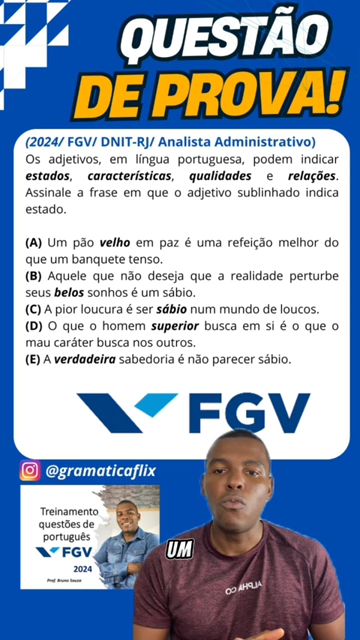 QUESTÃO
DE PROVA!
(2024/ FGV/ DNIT-RJ/ Analista Administrativo)
Os adjetivos, em língua portuguesa, podem indicar
estados, características, qualidades e relações.
Assinale a frase em que o adjetivo sublinhado indica
estado.
(A) Um pão velho em paz é uma refeição melhor do
que um banquete tenso.
(B) Aquele que não deseja que a realidade perturbe
seus belos sonhos é um sábio.
(C) A pior loucura é ser sábio num mundo de loucos.
(D) O que o homem superior busca em si é o que o
mau caráter busca nos outros.
(E) A verdadeira sabedoria é não parecer sábio.
FGV
@gramaticaflix
Treinamento
questões de
português
FGV
2024
Prof. Bruno Souza
UM
ALPHA CO